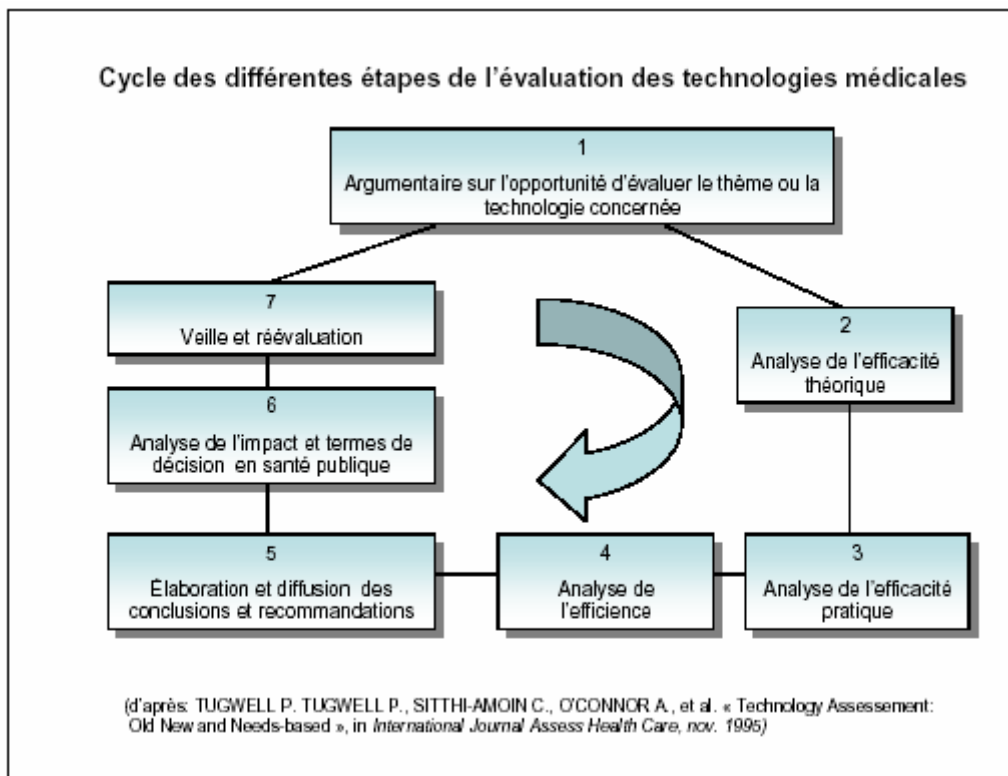 Cycle des différentes étapes de l'évaluation des technologies médicales
1
Argumentaire sur l'opportunité d'évaluer le thème ou la
technologie concernée
2
Analyse de l'efficacité
théorique
3
Analyse de l'efficacité
pratique
4
Analyse de
l'efficience
5
Élaboration et diffusion des
conclusions et recommandations
6
Analyse de l'impact et termes de
décision en santé publique
7
Veille et réévaluation
(d'après: TUGWELL P. TUGWELL P., SITTHI-AMOIN C., O'CONNOR A., et al. « Technology Assessement:
Old New and Needs-based », in International Journal Assess Health Care, nov. 1995)